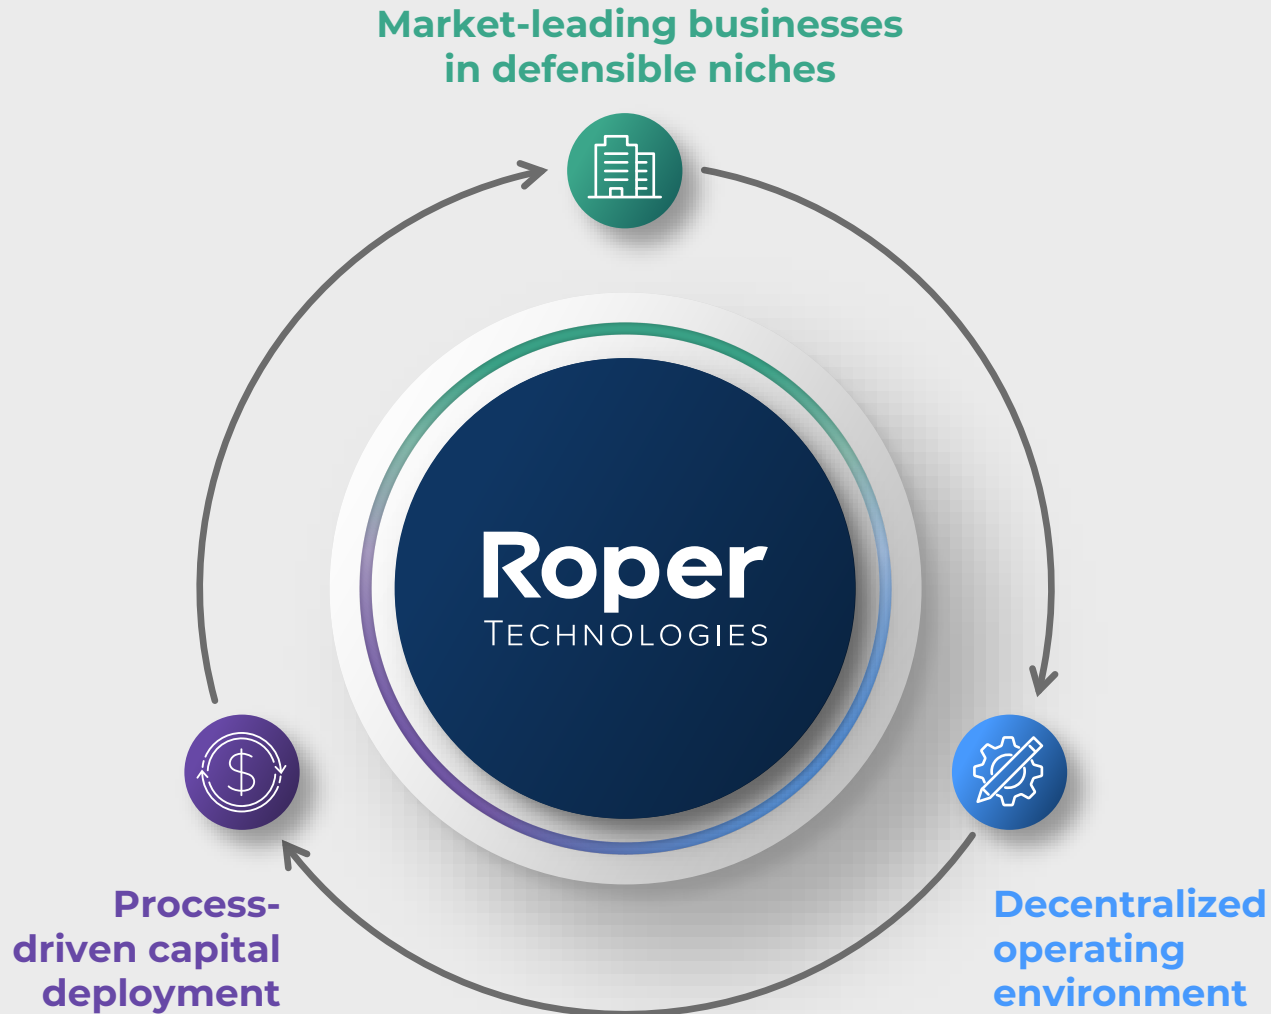 Market-leading businesses
in defensible niches
$
Roper
TECHNOLOGIES
Process-
driven capital
deployment
Decentralized
operating
environment